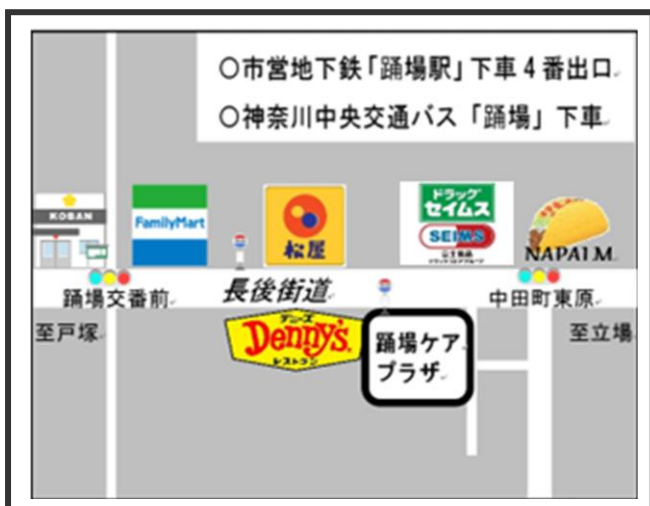 ○市営地下鉄「踊場駅」下車4番出口
○神奈川中央交通バス「踊場」下車
KOBAN
FamilyMart
松屋
ドラッグ
セイムス
SEIMS
NAPALM
踊場交番前
長後街道
中田町東原
至戸塚
デニーズ
Denny's
レストラン
踊場ケア
プラザ
至立場